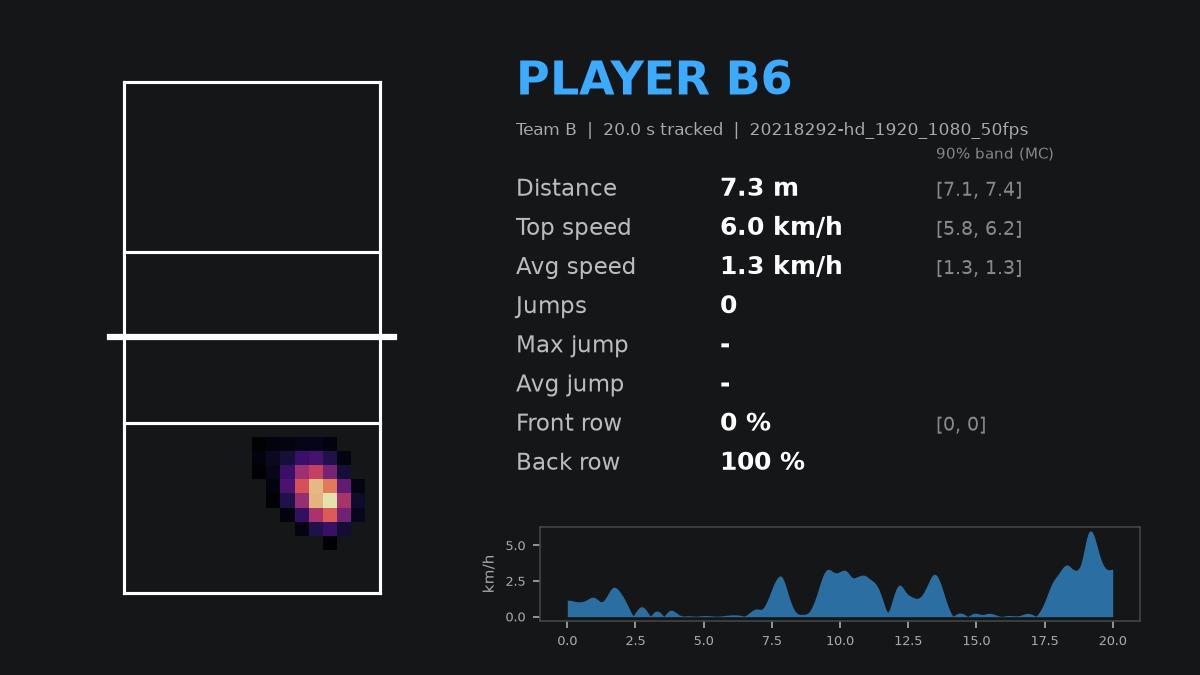 PLAYER B6
Team B | 20.0 s tracked | 20218292-hd_1920_1080_50fps
90% band (MC)
Distance 7.3 m [7.1, 7.4]
Top speed 6.0 km/h [5.8, 6.2]
Avg speed 1.3 km/h [1.3, 1.3]
Jumps 0
Max jump -
Avg jump -
Front row 0 % [0, 0]
Back row 100 %
km/h
5.0
2.5
0.0
0.0 2.5 5.0 7.5 10.0 12.5 15.0 17.5 20.0